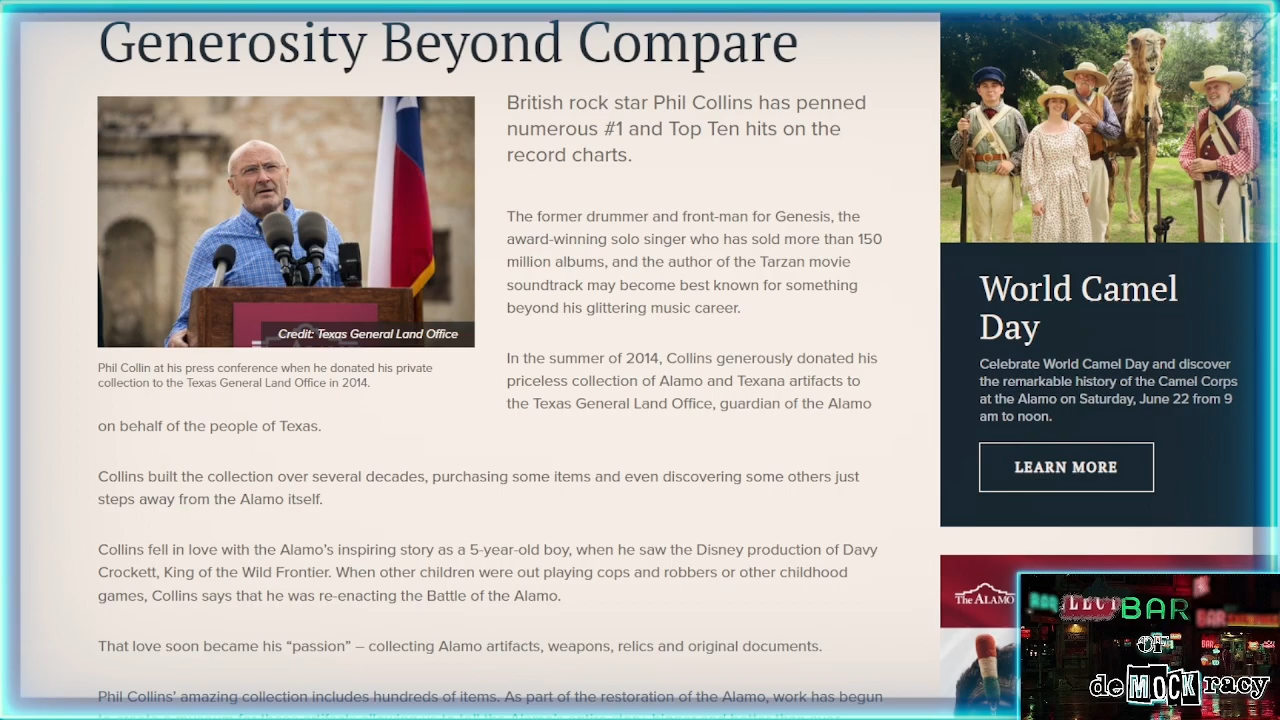 Generosity Beyond Compare
Credit: Texas General Land Office
Phil Collin at his press conference when he donated his private
collection to the Texas General Land Office in 2014.
British rock star Phil Collins has penned
numerous #1 and Top Ten hits on the
record charts.
The former drummer and front-man for Genesis, the
award-winning solo singer who has sold more than 150
million albums, and the author of the Tarzan movie
soundtrack may become best known for something
beyond his glittering music career.
In the summer of 2014, Collins generously donated his
priceless collection of Alamo and Texana artifacts to
the Texas General Land Office, guardian of the Alamo
on behalf of the people of Texas.
Collins built the collection over several decades, purchasing some items and even discovering some others just
steps away from the Alamo itself.
Collins fell in love with the Alamo’s inspiring story as a 5-year-old boy, when he saw the Disney production of Davy
Crockett, King of the Wild Frontier. When other children were out playing cops and robbers or other childhood
games, Collins says that he was re-enacting the Battle of the Alamo.
That love soon became his “passion” – collecting Alamo artifacts, weapons, relics and original documents.
Phil Collins’ amazing collection includes hundreds of items. As part of the restoration of the Alamo, work has begun
World Camel
Day
Celebrate World Camel Day and discover
the remarkable history of the Camel Corps
at the Alamo on Saturday, June 22 from 9
am to noon.
LEARN MORE
The ALAMO
BAR
OF
deMOCKracy